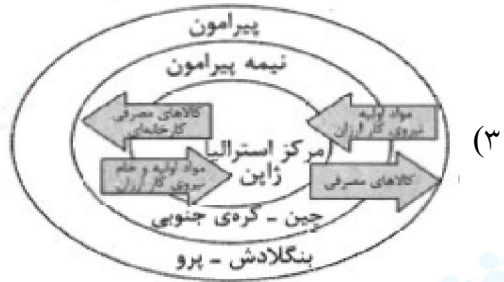 پیرامون
نیمه پیرامون
کالاهای مصرفی
کارخانه‌ای
مواد اولیه
نیروی کار ارزان
مرکز استرالیا
ژاپن
مواد اولیه و خام
نیروی کار ارزان
کالاهای مصرفی
چین - کره‌ی جنوبی
بنگلادش - پرو
(۳